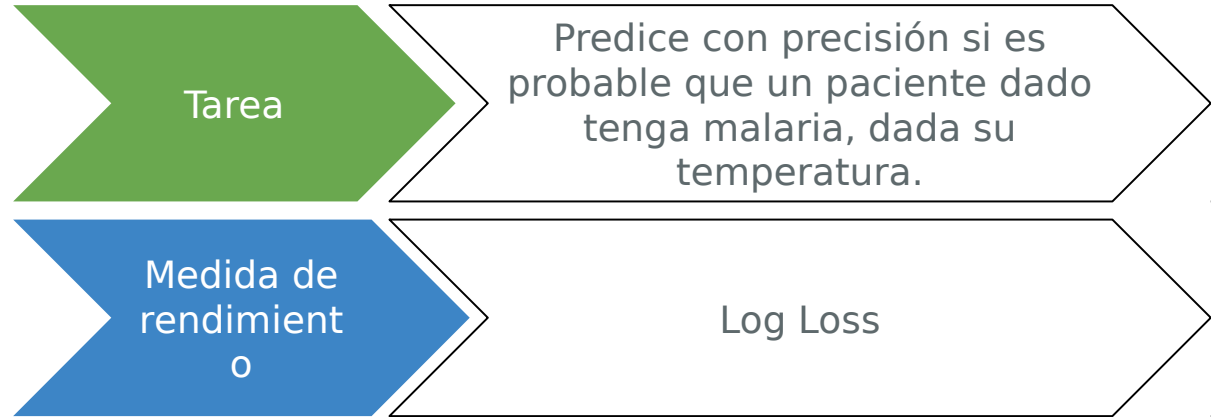 Tarea
Predice con precisión si es
probable que un paciente dado
tenga malaria, dada su
temperatura.
Medida de
rendimient
o
Log Loss